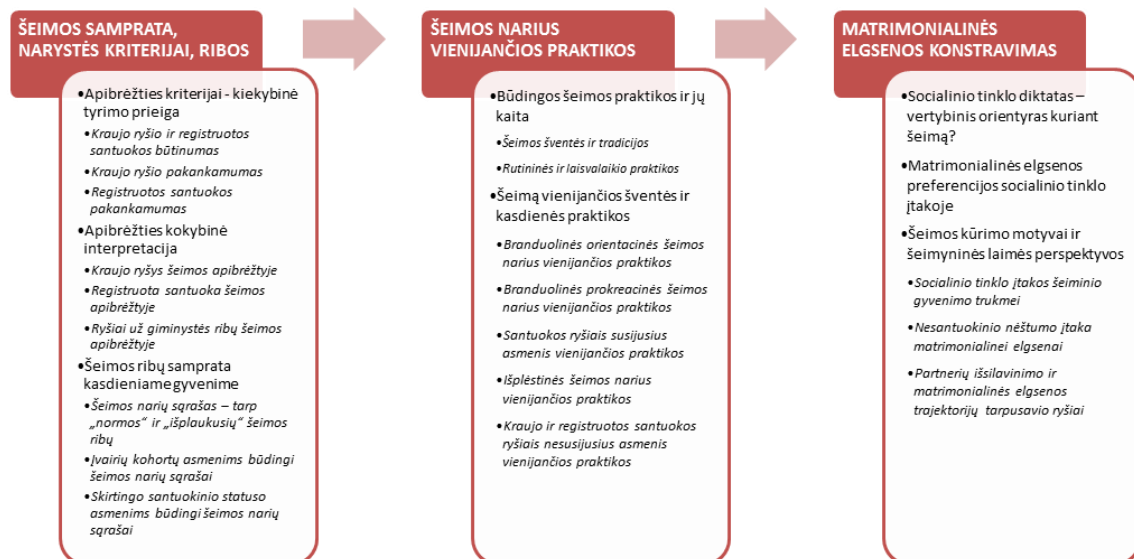 ŠEIMOS SAMPRATA,
NARYSTĖS KRITERIJAI, RIBOS
•Apibrėžties kriterijai - kiekybinė
tyrimo prieiga
•Kraujo ryšio ir registruotos
santuokos būtinumas
•Kraujo ryšio pakankamumas
•Registruotos santuokos
pakankamumas
•Apibrėžties kokybinė
interpretacija
•Kraujo ryšys šeimos apibrėžtyje
•Registruota santuoka šeimos
apibrėžtyje
•Ryšiai už giminystės ribų šeimos
apibrėžtyje
•Šeimos ribų samprata
kasdieniame gyvenime
•Šeimos narių sąrašas – tarp
„normos“ ir „išplaukusių“ šeimos
ribų
•Įvairių kohortų asmenims būdingi
šeimos narių sąrašai
•Skirtingo santuokinio statuso
asmenims būdingi šeimos narių
sąrašai
ŠEIMOS NARIUS
VIENIJANČIOS PRAKTIKOS
•Būdingos šeimos praktikos ir jų
kaita
•Šeimos šventės ir tradicijos
•Rutininės ir laisvalaikio praktikos
•Šeimą vienijančios šventės ir
kasdienės praktikos
•Branduolinės orientacinės šeimos
narius vienijančios praktikos
•Branduolinės prokreacinės šeimos
narius vienijančios praktikos
•Santuokos ryšiais susijusius
asmenis vienijančios praktikos
•Išplėstinės šeimos narius
vienijančios praktikos
•Kraujo ir registruotos santuokos
ryšiais nesusijusius asmenis
vienijančios praktikos
MATRIMONIALINĖS
ELGSENOS KONSTRAVIMAS
•Socialinio tinklo diktatas –
vertybinis orientyras kuriant
šeimą?
•Matrimonialinės elgsenos
preferencijos socialinio tinklo
įtakoje
•Šeimos kūrimo motyvai ir
šeimyninės laimės perspektyvos
•Socialinio tinklo įtakos šeiminio
gyvenimo trukmei
•Nesantuokinio nėštumo įtaka
matrimonialinei elgsenai
•Partnerių išsilavinimo ir
matrimonialinės elgsenos
trajektorijų tarpusavio ryšiai